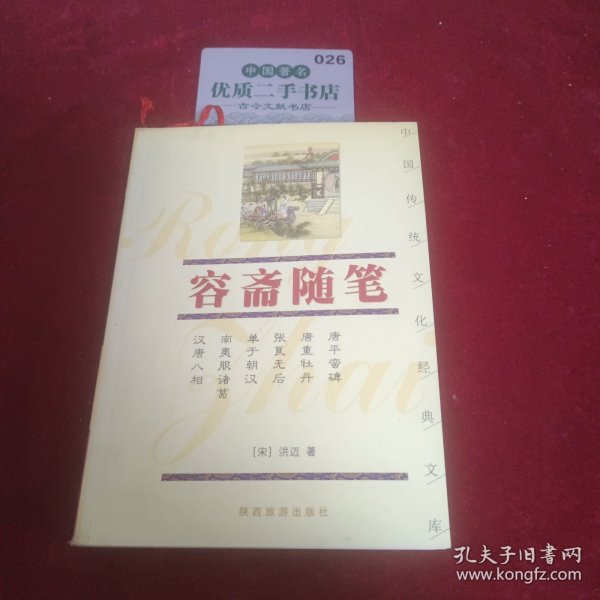 026
中国著名
优质二手书店
古今文献书店
中国传统文化经典文库
Rong
Zhai
容斋随笔
唐平蛮碑
唐重牡丹
张良无后
单于朝汉
南夷服诸葛
汉唐八相
[宋] 洪迈 著
陕西旅游出版社
孔夫子旧书网
www.kongfz.com